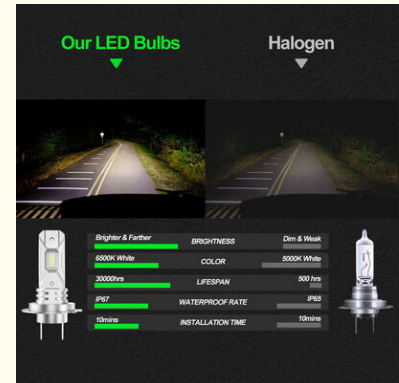 Our LED Bulbs Halogen
Brighter & Farther BRIGHTNESS Dim & Weak
6500K White COLOR 5000K White
30000hrs LIFESPAN 500 hrs
IP67 WATERPROOF RATE IP65
10mins INSTALLATION TIME 10mins